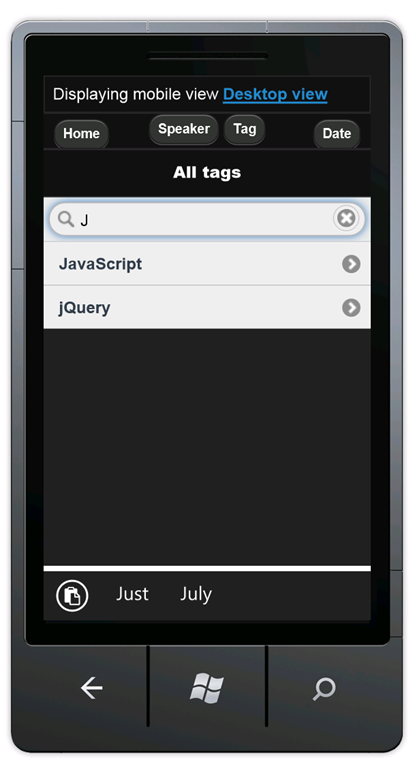 Displaying mobile view Desktop view
Home Speaker Tag Date
All tags
J
JavaScript
jQuery
Just July